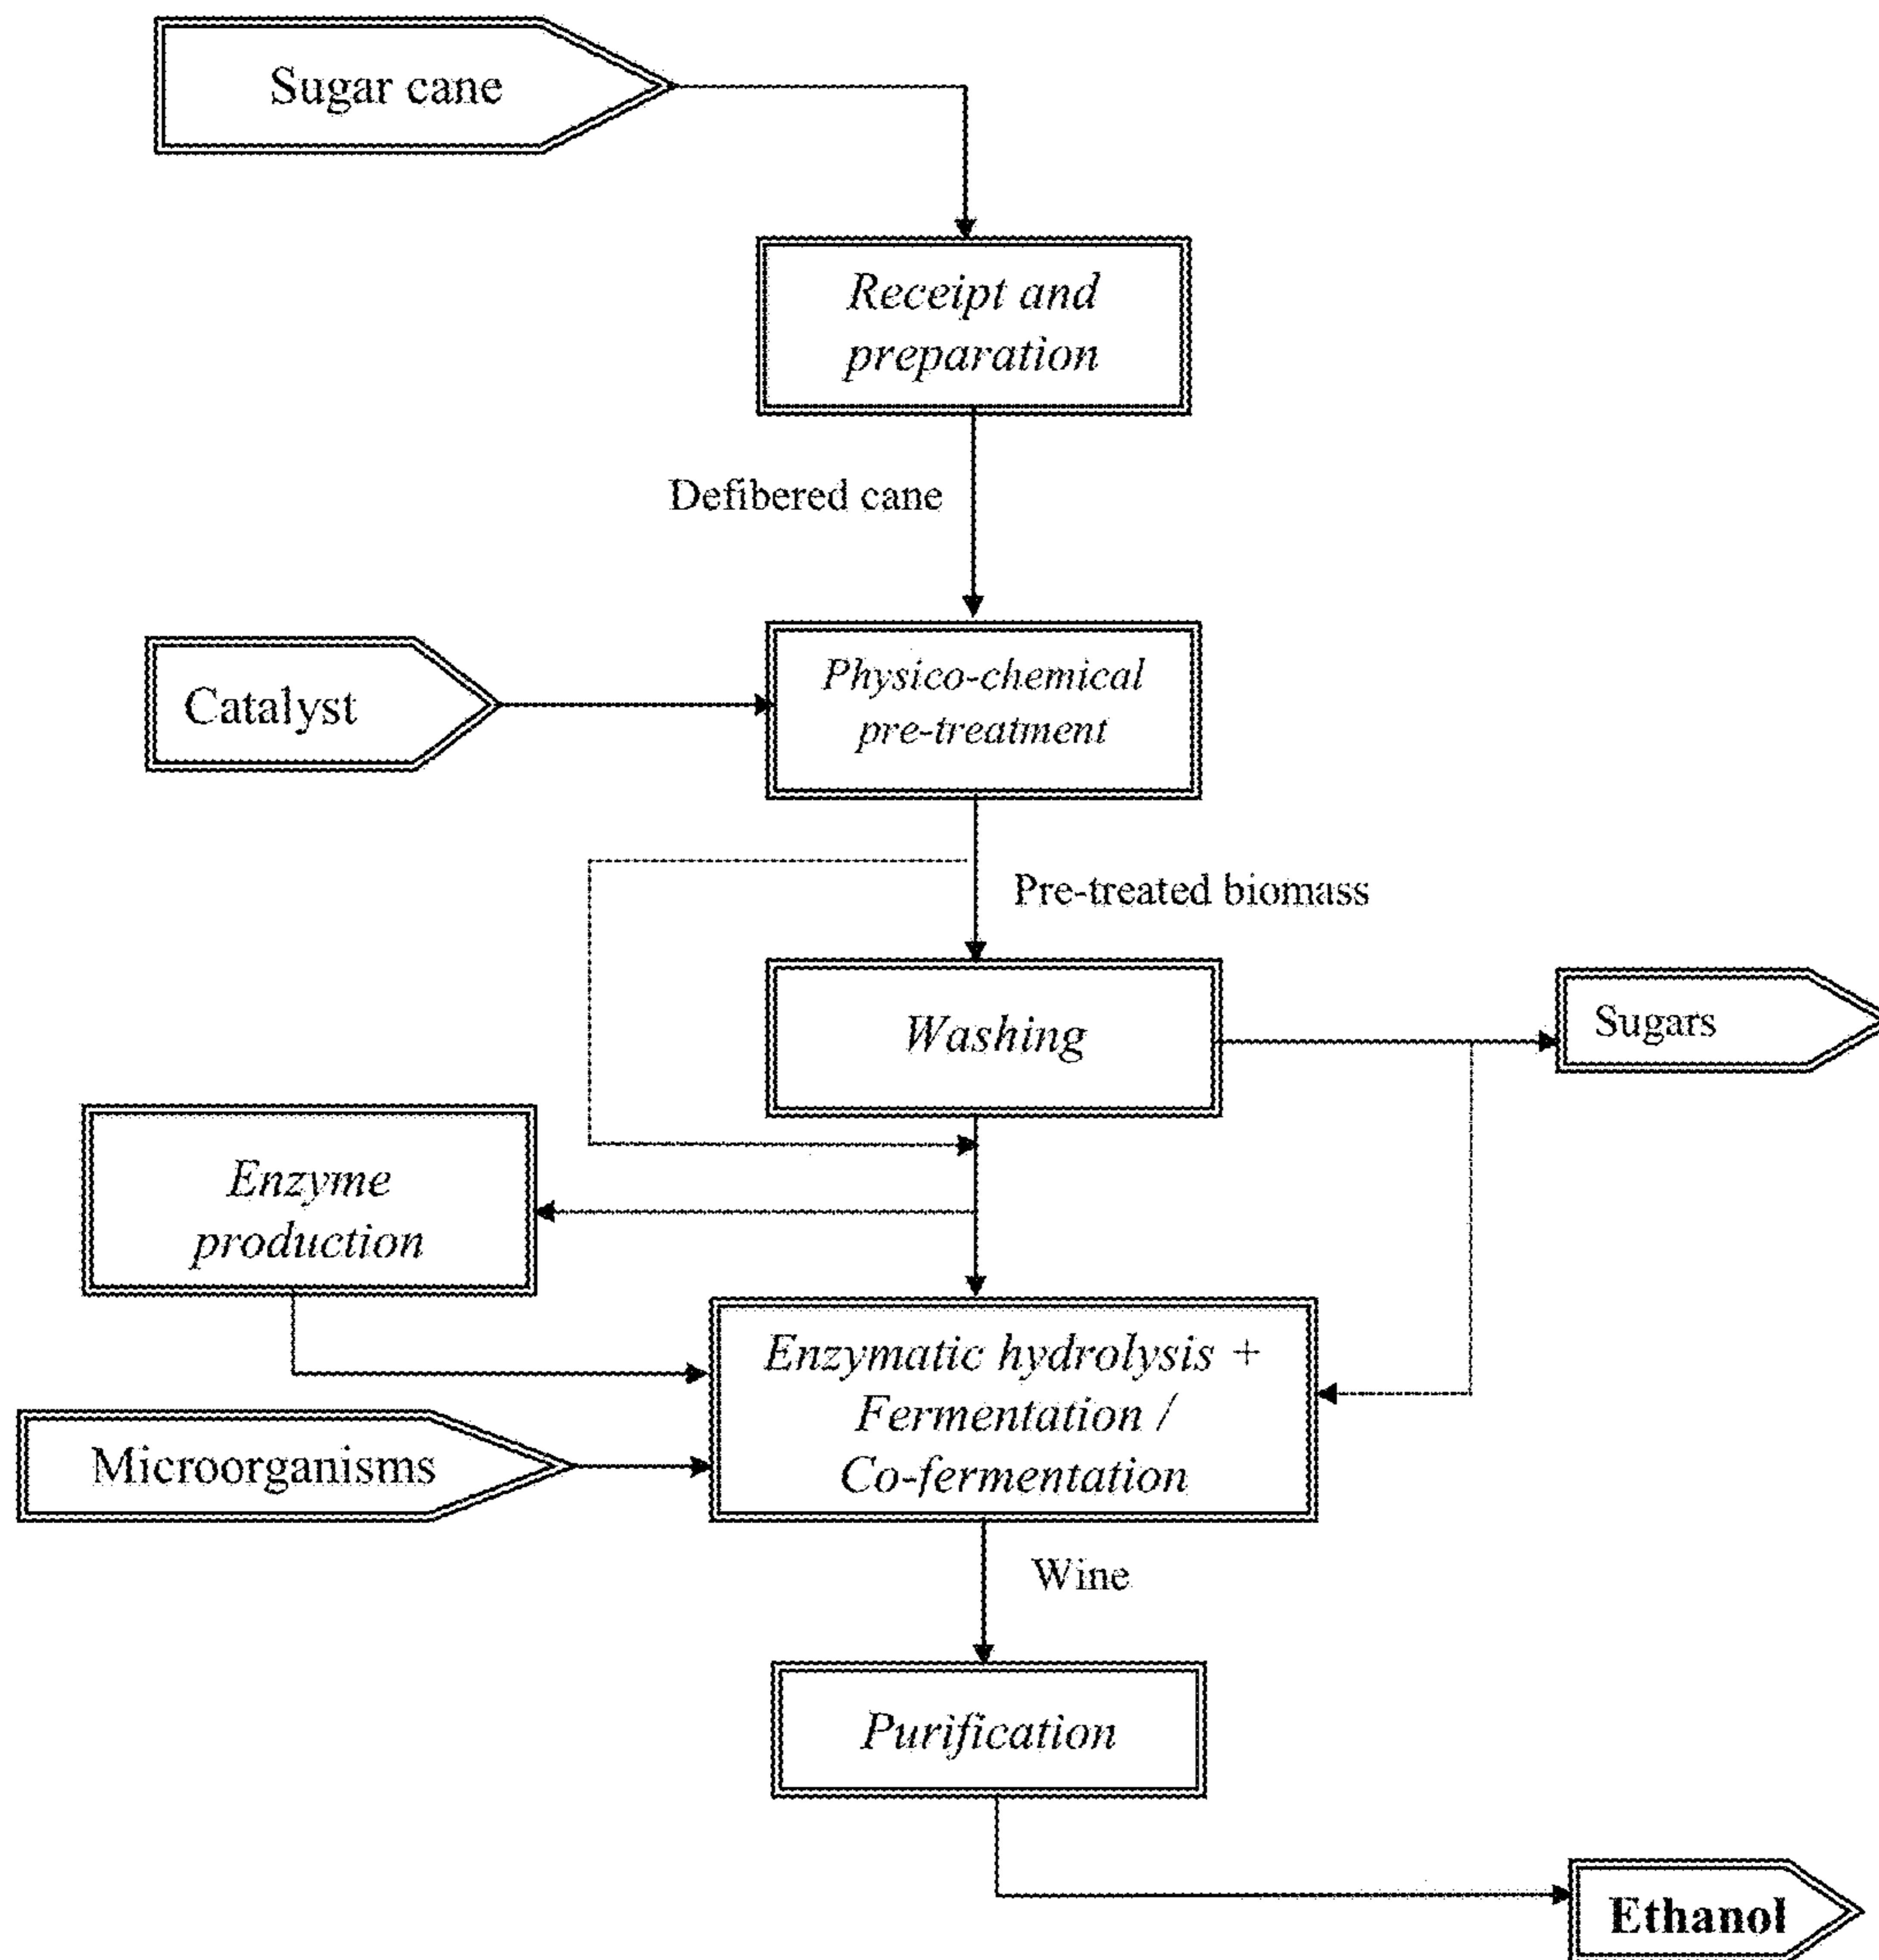 Sugar cane
Receipt and
preparation
Defibered cane
Catalyst
Physico-chemical
pre-treatment
Pre-treated biomass
Washing
Sugars
Enzyme
production
Enzymatic hydrolysis +
Fermentation /
Co-fermentation
Microorganisms
Wine
Purification
Ethanol